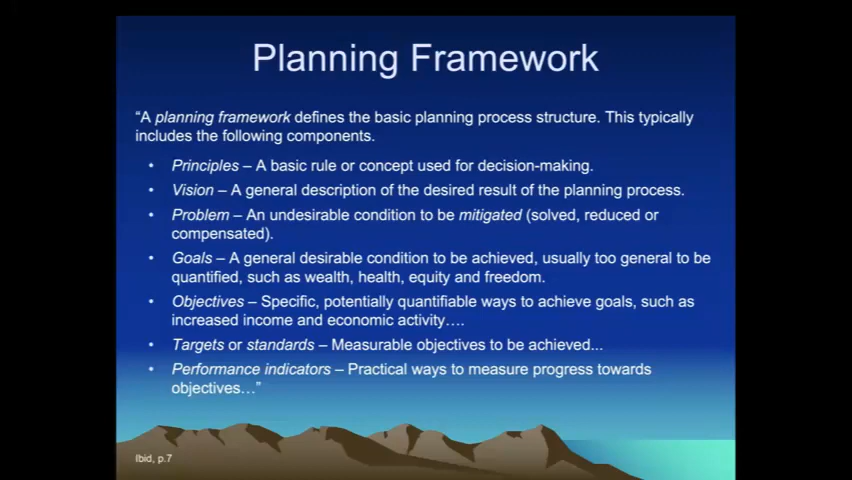 Planning Framework
“A planning framework defines the basic planning process structure. This typically
includes the following components.
• Principles – A basic rule or concept used for decision-making.
• Vision – A general description of the desired result of the planning process.
• Problem – An undesirable condition to be mitigated (solved, reduced or
compensated).
• Goals – A general desirable condition to be achieved, usually too general to be
quantified, such as wealth, health, equity and freedom.
• Objectives – Specific, potentially quantifiable ways to achieve goals, such as
increased income and economic activity….
• Targets or standards – Measurable objectives to be achieved...
• Performance indicators – Practical ways to measure progress towards
objectives…”
Ibid, p.7